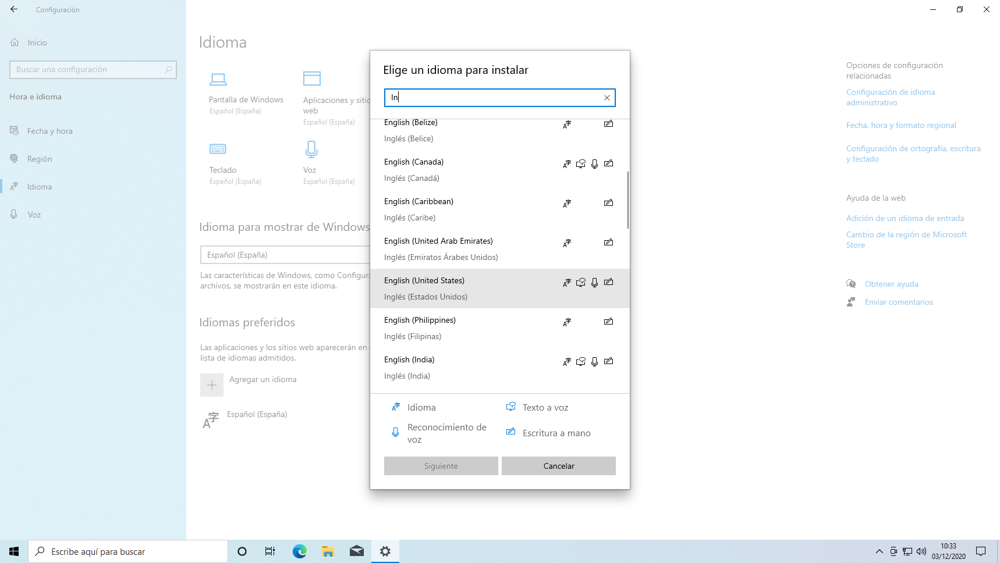 Configuración
Inicio
Buscar una configuración
Hora e idioma
Fecha y hora
Región
Idioma
Voz
Idioma
Pantalla de Windows
Español (España)
Aplicaciones y sitio
web
Español (España)
Teclado
Español (España)
Voz
Español (España)
Idioma para mostrar de Windows
Español (España)
Las características de Windows, como Configura
archivos, se mostrarán en este idioma.
Idiomas preferidos
Las aplicaciones y los sitios web aparecerán en
lista de idiomas admitidos.
Agregar un idioma
Español (España)
Elige un idioma para instalar
In
English (Belize)
Inglés (Belice)
English (Canada)
Inglés (Canadá)
English (Caribbean)
Inglés (Caribe)
English (United Arab Emirates)
Inglés (Emiratos Árabes Unidos)
English (United States)
Inglés (Estados Unidos)
English (Philippines)
Inglés (Filipinas)
English (India)
Inglés (India)
Idioma
Texto a voz
Reconocimiento de
voz
Escritura a mano
Siguiente
Cancelar
Opciones de configuración
relacionadas
Configuración de idioma
administrativo
Fecha, hora y formato regional
Configuración de ortografía, escritura
y teclado
Ayuda de la web
Adición de un idioma de entrada
Cambio de la región de Microsoft
Store
Obtener ayuda
Enviar comentarios
Escribe aquí para buscar
10:33
03/12/2020